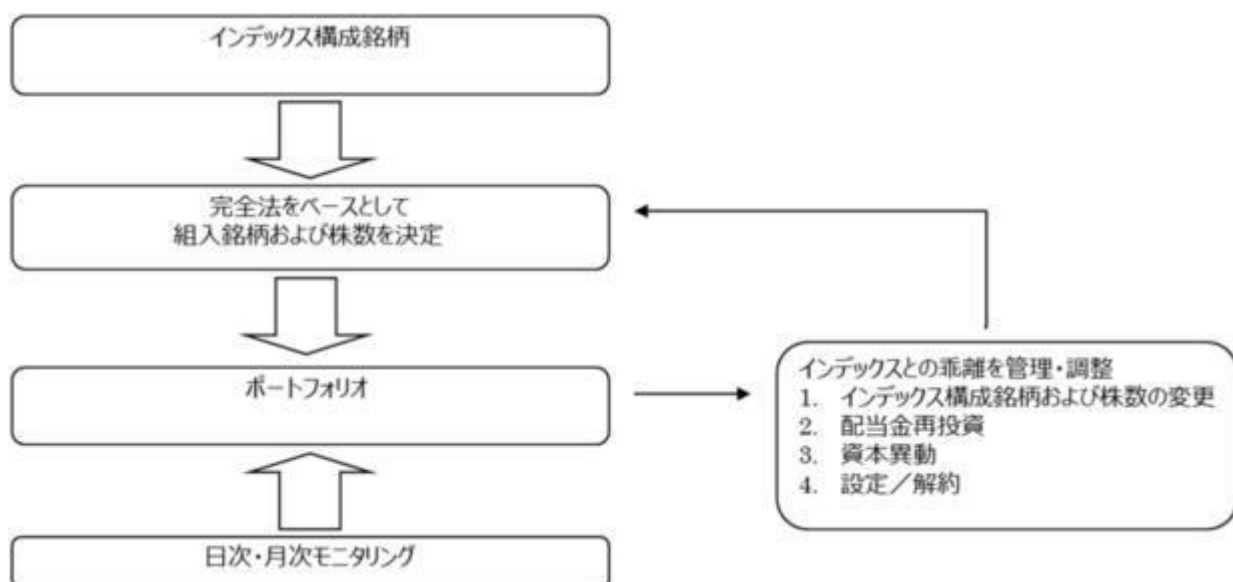 インデックス構成銘柄
完全法をベースとして
組入銘柄および株数を決定
ポートフォリオ
インデックスとの乖離を管理・調整
1. インデックス構成銘柄および株数の変更
2. 配当金再投資
3. 資本異動
4. 設定／解約
日次・月次モニタリング